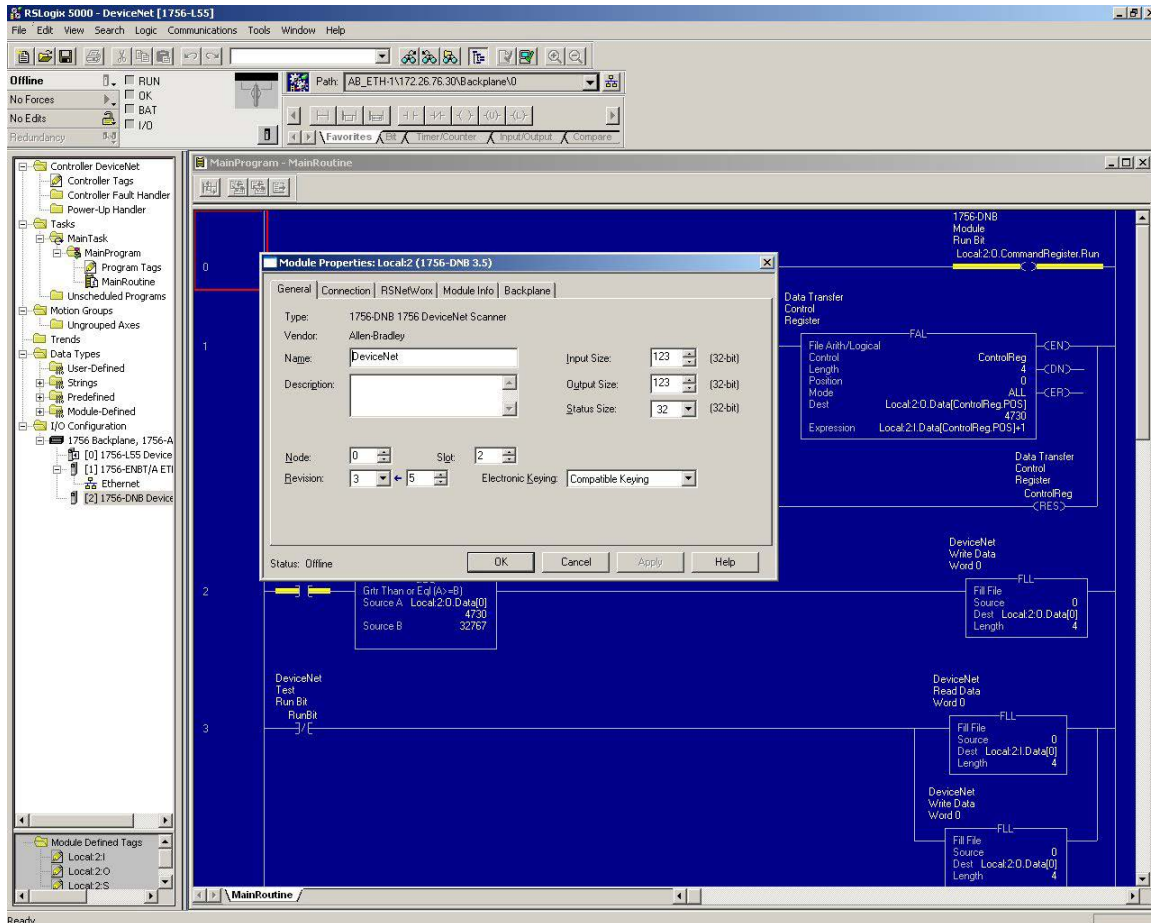 RSLogix 5000 - DeviceNet [1756-L55]
File Edit View Search Logic Communications Tools Window Help
Offline
RUN
Path: AB_ETH-1\172.26.76.30\Backplane\0
No Forces
OK
No Edits
BAT
Redundancy
I/O
Favorites Bit Timer/Counter Input/Output Compare
Controller DeviceNet
Controller Tags
Controller Fault Handler
Power-Up Handler
Tasks
MainTask
MainProgram
Program Tags
MainRoutine
Unscheduled Programs
Motion Groups
Ungrouped Axes
Trends
Data Types
User-Defined
Strings
Predefined
Module-Defined
I/O Configuration
1756 Backplane, 1756-A
[0] 1756-L55 Device
[1] 1756-ENBT/A ETI
Ethernet
[2] 1756-DNB Device
Module Defined Tags
Local:2:I
Local:2:O
Local:2:S
MainProgram - MainRoutine
0
1756-DNB
Module
Run Bit
Local:2:O.CommandRegister.Run
Module Properties: Local:2 (1756-DNB 3.5)
General Connection RSNetWorx Module Info Backplane
Type: 1756-DNB 1756 DeviceNet Scanner
Vendor: Allen-Bradley
Name: DeviceNet
Input Size: 123 (32-bit)
Description:
Output Size: 123 (32-bit)
Status Size: 32 (32-bit)
Node: 0 Slot: 2
Revision: 3 5 Electronic Keying: Compatible Keying
Status: Offline
OK Cancel Apply Help
1
Data Transfer
Control
Register
FAL
File Arith/Logical
Control ControlReg
Length 4
Position 0
Mode ALL
Dest Local:2:O.Data[ControlReg.POS]
4730
Expression Local:2:I.Data[ControlReg.POS]+1
EN
DN
ER
Data Transfer
Control
Register
ControlReg
RES
2
Grtr Than or Eql (A>=B)
Source A Local:2:O.Data[0]
4730
Source B 32767
DeviceNet
Write Data
Word 0
FLL
Fill File
Source 0
Dest Local:2:O.Data[0]
Length 4
3
DeviceNet
Test
Run Bit
RunBit
DeviceNet
Read Data
Word 0
FLL
Fill File
Source 0
Dest Local:2:I.Data[0]
Length 4
DeviceNet
Write Data
Word 0
FLL
Fill File
Source 0
Dest Local:2:O.Data[0]
Length 4
MainRoutine
Ready